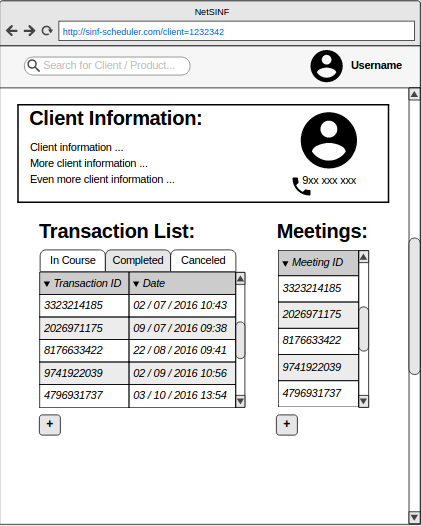 NetSINF
http://sinf-scheduler.com/client=1232342
Search for Client / Product...
Username
Client Information:
Client information ...
More client information ...
Even more client information ...
9xx xxx xxx
Transaction List:
In Course Completed Canceled
Transaction ID Date
3323214185 02 / 07 / 2016 10:43
2026971175 09 / 07 / 2016 09:38
8176633422 22 / 08 / 2016 09:41
9741922039 02 / 09 / 2016 10:56
4796931737 03 / 10 / 2016 13:54
+
Meetings:
Meeting ID
3323214185
2026971175
8176633422
9741922039
4796931737
+